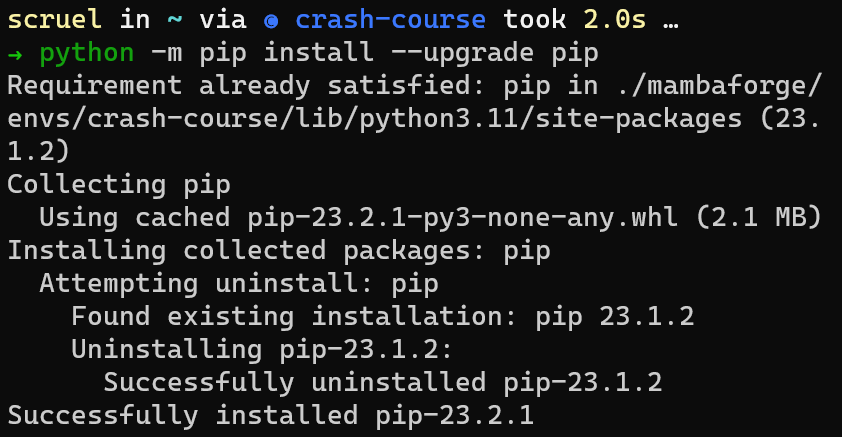 scruel in ~ via © crash-course took 2.0s …
→ python -m pip install --upgrade pip
Requirement already satisfied: pip in ./mambaforge/
envs/crash-course/lib/python3.11/site-packages (23.
1.2)
Collecting pip
  Using cached pip-23.2.1-py3-none-any.whl (2.1 MB)
Installing collected packages: pip
  Attempting uninstall: pip
    Found existing installation: pip 23.1.2
    Uninstalling pip-23.1.2:
      Successfully uninstalled pip-23.1.2
Successfully installed pip-23.2.1